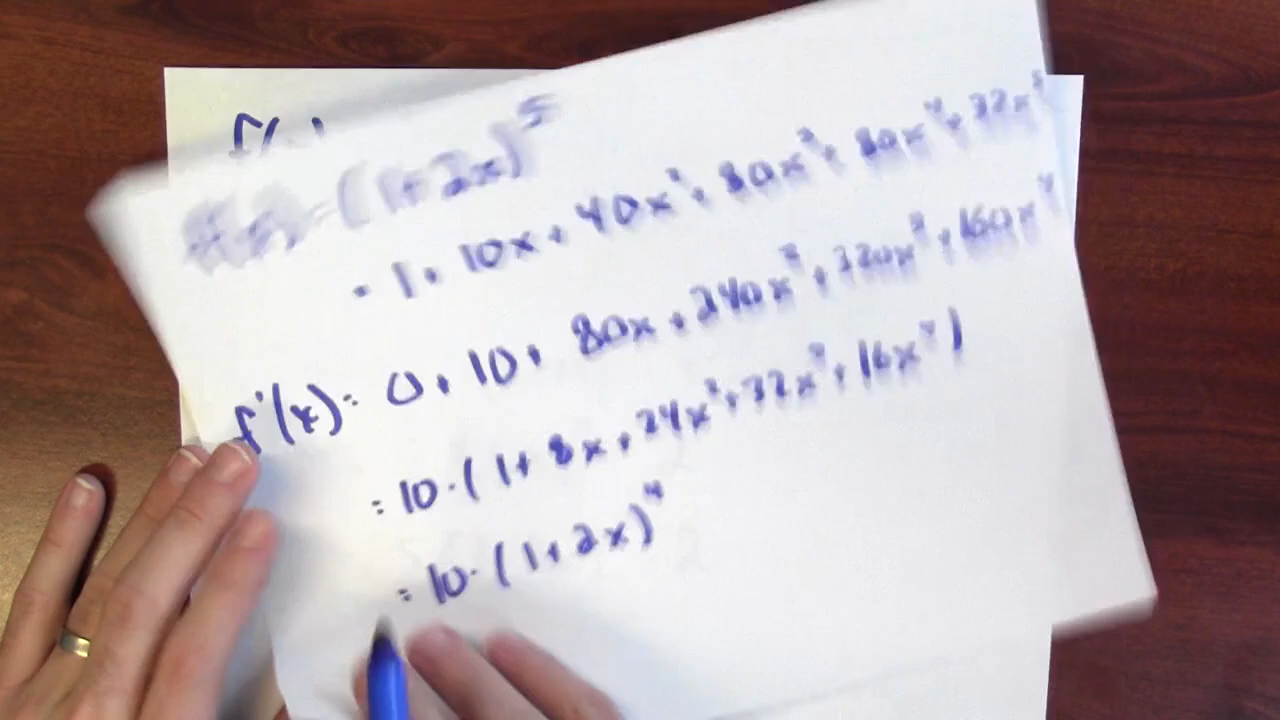 f(
f(x) = (1+2x)⁵
= 1 + 10x + 40x² + 80x³ + 80x⁴ + 32x⁵
f'(x) = 0 + 10 + 80x + 240x² + 320x³ + 160x⁴
= 10·(1 + 8x + 24x² + 32x³ + 16x⁴)
= 10·(1+2x)⁴